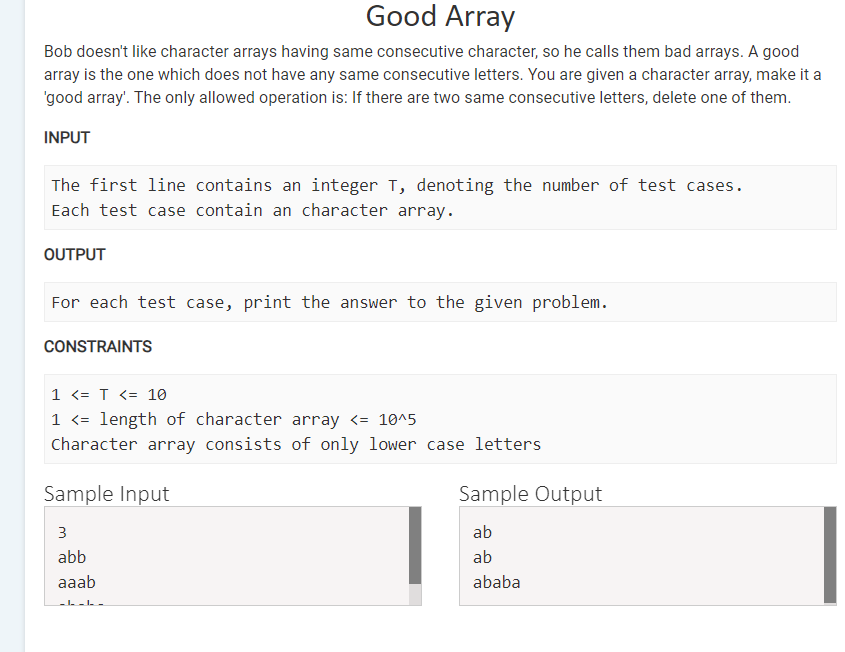 Good Array
Bob doesn't like character arrays having same consecutive character, so he calls them bad arrays. A good
array is the one which does not have any same consecutive letters. You are given a character array, make it a
'good array'. The only allowed operation is: If there are two same consecutive letters, delete one of them.
INPUT
The first line contains an integer T, denoting the number of test cases.
Each test case contain an character array.
OUTPUT
For each test case, print the answer to the given problem.
CONSTRAINTS
1 <= T <= 10
1 <= length of character array <= 10^5
Character array consists of only lower case letters
Sample Input
3
abb
aaab
Sample Output
ab
ab
ababa